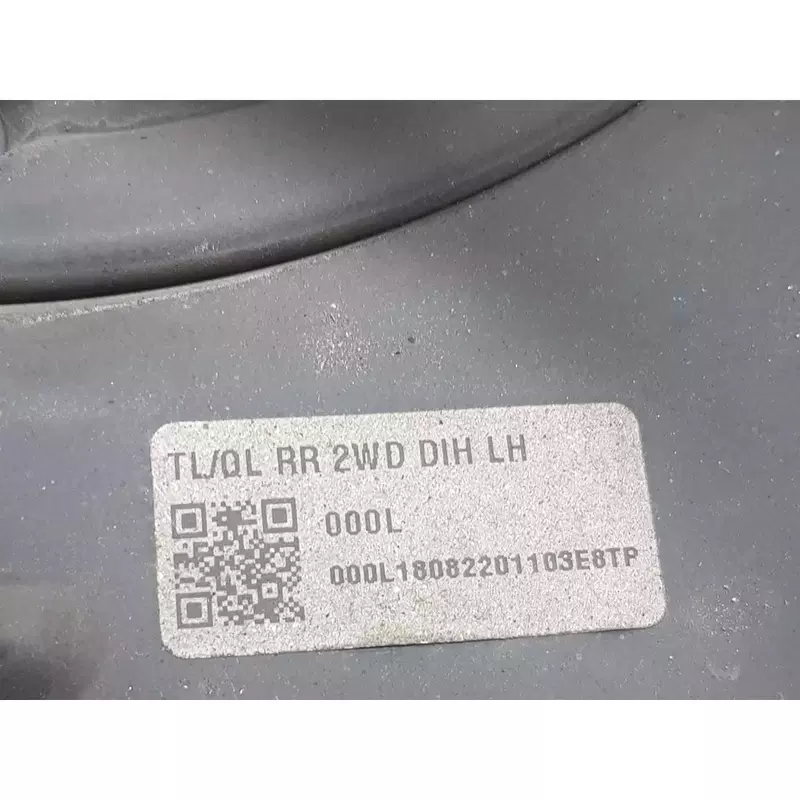 TL/QL RR 2WD DIH LH
000L
000L18082201103E8TP